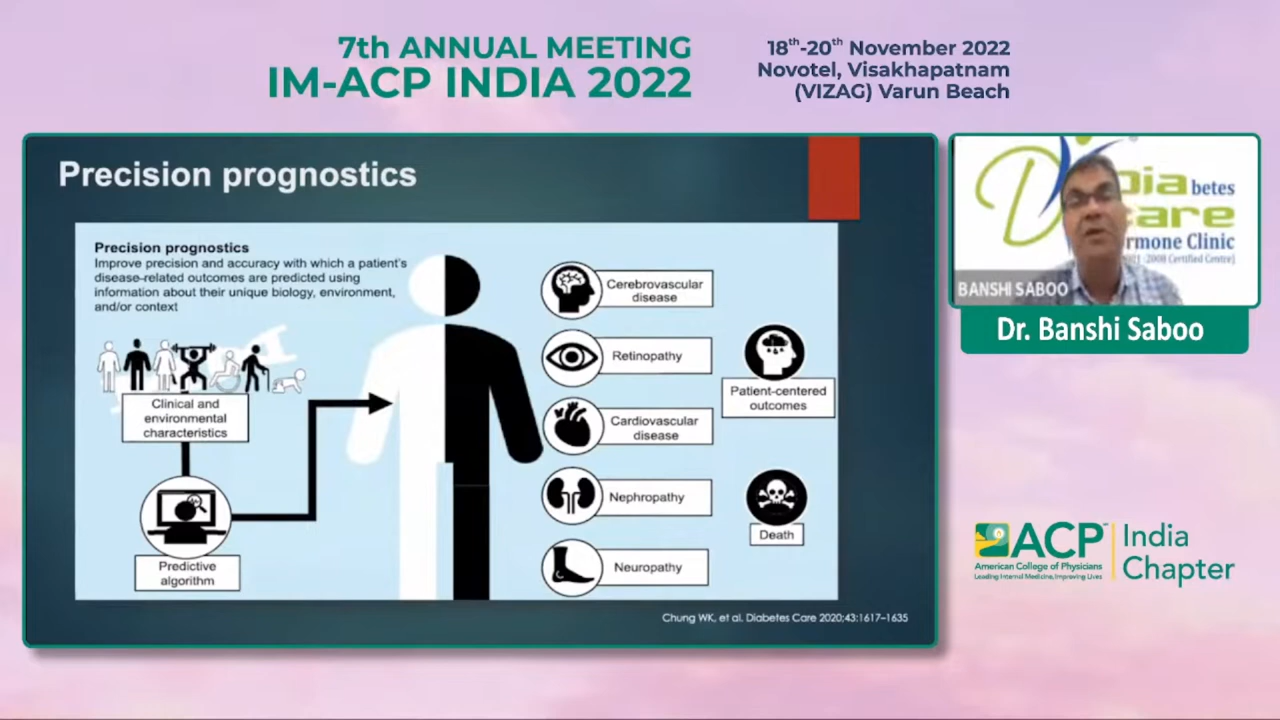 7th ANNUAL MEETING
IM-ACP INDIA 2022
18th-20th November 2022
Novotel, Visakhapatnam
(VIZAG) Varun Beach
Precision prognostics
Precision prognostics
Improve precision and accuracy with which a patient's
disease-related outcomes are predicted using
information about their unique biology, environment,
and/or context
Clinical and
environmental
characteristics
Predictive
algorithm
Cerebrovascular
disease
Retinopathy
Cardiovascular
disease
Nephropathy
Neuropathy
Patient-centered
outcomes
Death
Chung WK, et al. Diabetes Care 2020;43:1617–1635
betes
care
rmone Clinic
:2008 Certified Centre]
BANSHI SABOO
Dr. Banshi Saboo
ACP
American College of Physicians
Leading Internal Medicine, Improving Lives
India
Chapter